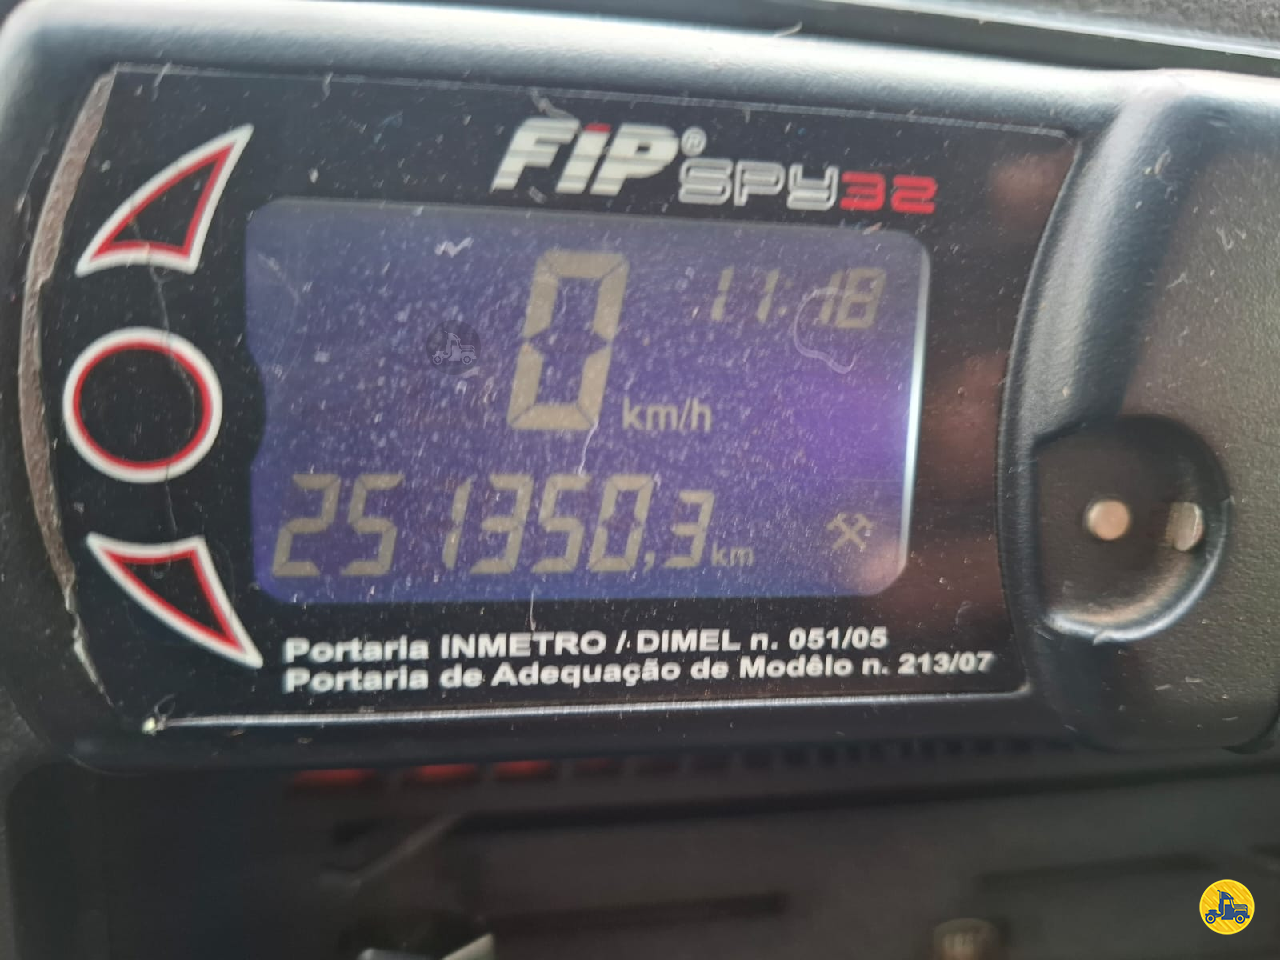 FiP® SPY32
11:18
0 km/h
251350,3 km
Portaria INMETRO / DIMEL n. 051/05
Portaria de Adequação de Modêlo n. 213/07